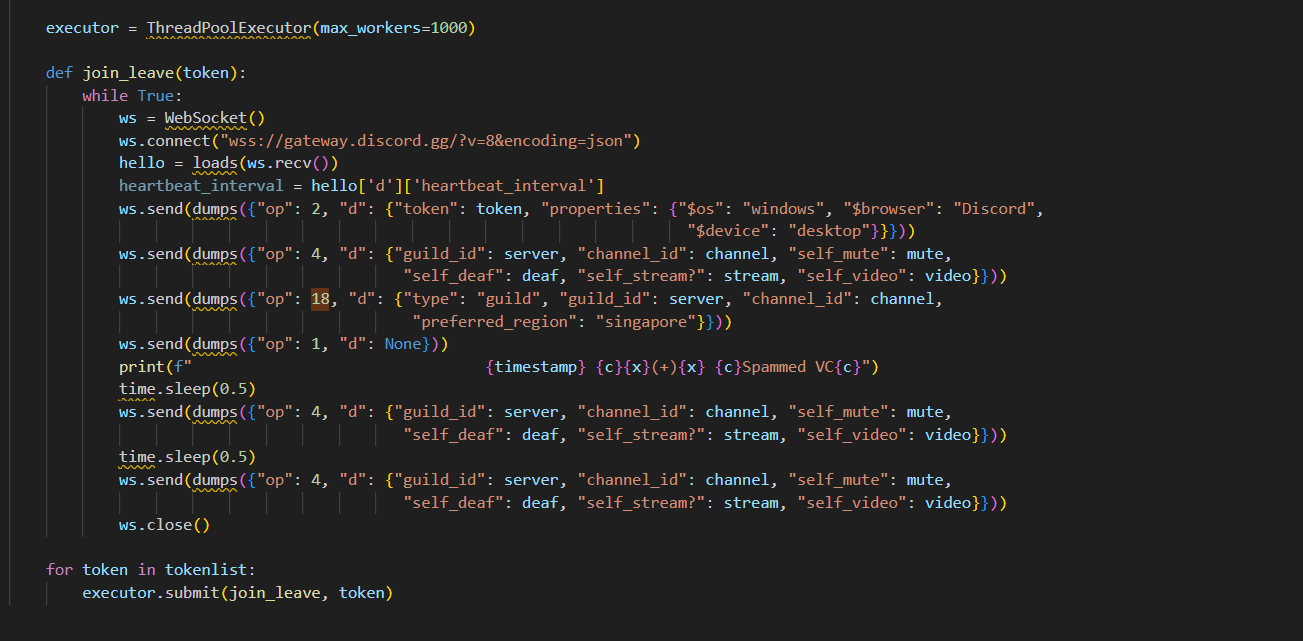 executor = ThreadPoolExecutor(max_workers=1000)
def join_leave(token):
while True:
ws = WebSocket()
ws.connect("wss://gateway.discord.gg/?v=8&encoding=json")
hello = loads(ws.recv())
heartbeat_interval = hello['d']['heartbeat_interval']
ws.send(dumps({"op": 2, "d": {"token": token, "properties": {"$os": "windows", "$browser": "Discord",
"$device": "desktop"}}}))
ws.send(dumps({"op": 4, "d": {"guild_id": server, "channel_id": channel, "self_mute": mute,
"self_deaf": deaf, "self_stream?": stream, "self_video": video}}))
ws.send(dumps({"op": 18, "d": {"type": "guild", "guild_id": server, "channel_id": channel,
"preferred_region": "singapore"}}))
ws.send(dumps({"op": 1, "d": None}))
print(f" {timestamp} {c}{x}(+){x} {c}Spammed VC{c}")
time.sleep(0.5)
ws.send(dumps({"op": 4, "d": {"guild_id": server, "channel_id": channel, "self_mute": mute,
"self_deaf": deaf, "self_stream?": stream, "self_video": video}}))
time.sleep(0.5)
ws.send(dumps({"op": 4, "d": {"guild_id": server, "channel_id": channel, "self_mute": mute,
"self_deaf": deaf, "self_stream?": stream, "self_video": video}}))
ws.close()
for token in tokenlist:
executor.submit(join_leave, token)